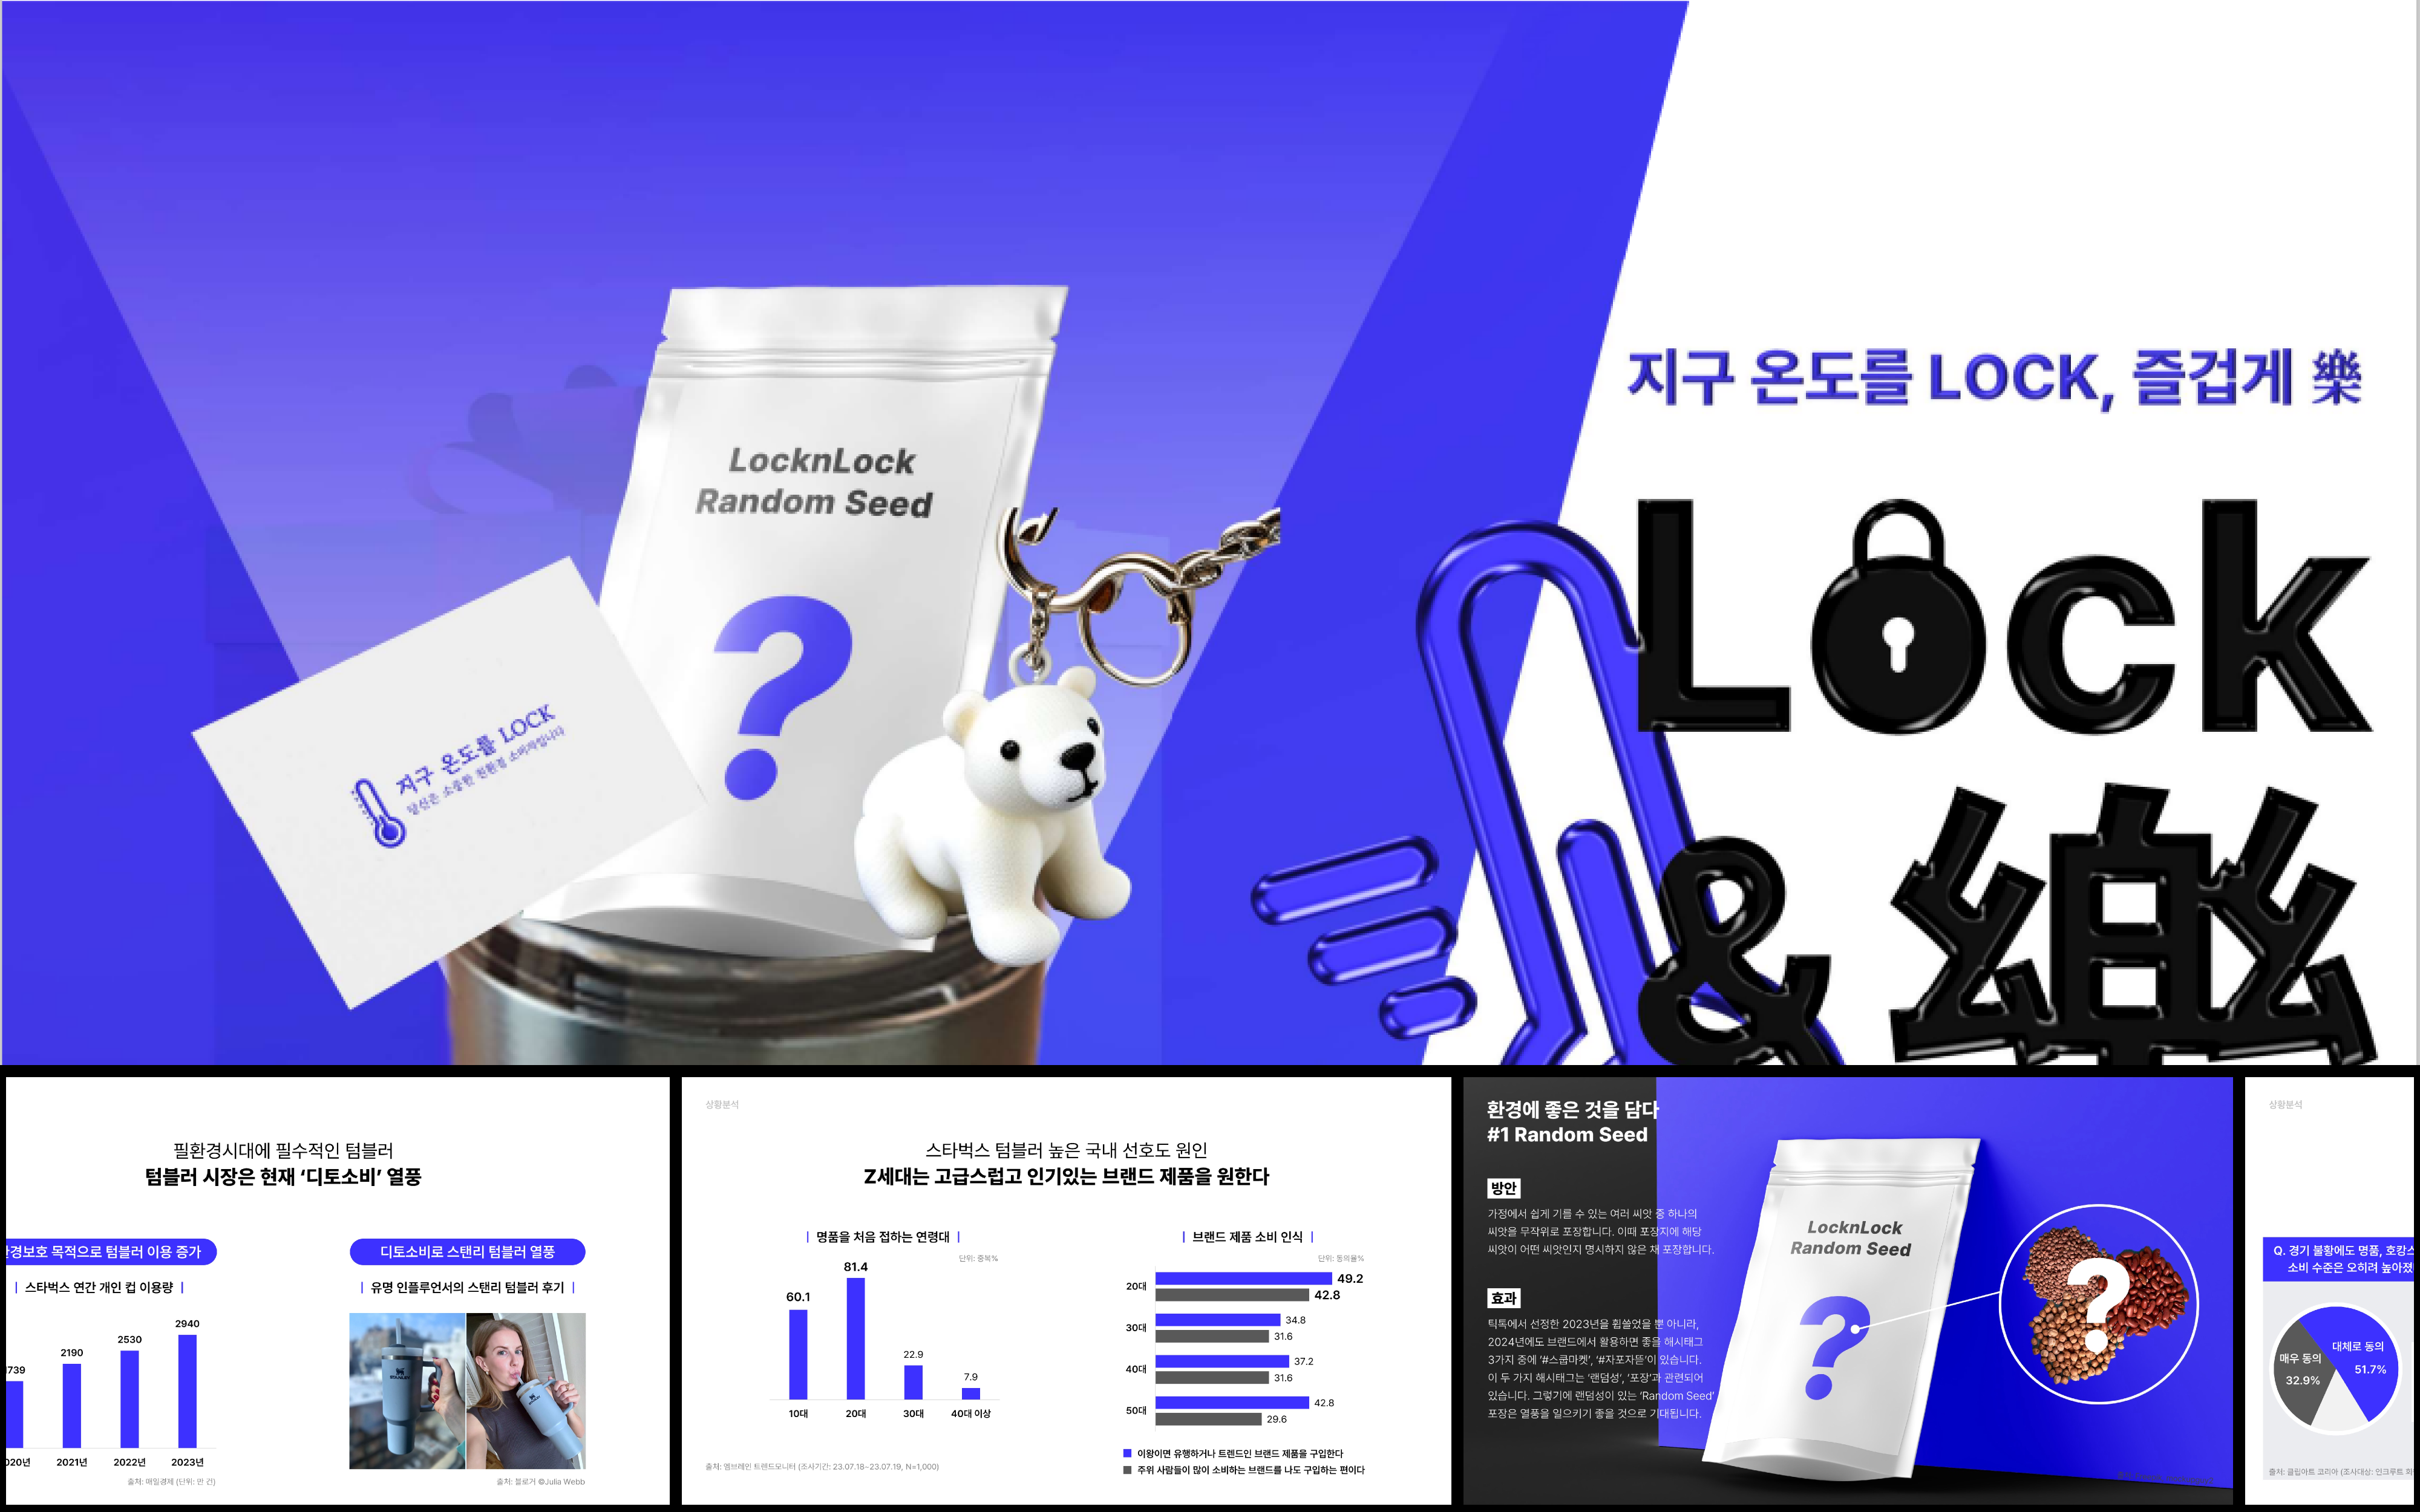 지구 온도를 LOCK, 즐겁게 樂
Lock
& 樂
LocknLock
Random Seed
?
지구 온도를 LOCK
당신은 소중한 친환경 소비자입니다
필환경시대에 필수적인 텀블러
텀블러 시장은 현재 ‘디토소비’ 열풍
경보호 목적으로 텀블러 이용 증가
| 스타벅스 연간 개인 컵 이용량 |
739
2190
2530
2940
020년
2021년
2022년
2023년
출처: 매일경제 (단위: 만 건)
디토소비로 스탠리 텀블러 열풍
| 유명 인플루언서의 스탠리 텀블러 후기 |
STANLEY
출처: 블로거 ©Julia Webb
상황분석
스타벅스 텀블러 높은 국내 선호도 원인
Z세대는 고급스럽고 인기있는 브랜드 제품을 원한다
| 명품을 처음 접하는 연령대 |
단위: 중복%
60.1
81.4
22.9
7.9
10대
20대
30대
40대 이상
출처: 엠브레인 트렌드모니터 (조사기간: 23.07.18~23.07.19, N=1,000)
| 브랜드 제품 소비 인식 |
단위: 동의율%
20대
49.2
42.8
30대
34.8
31.6
40대
37.2
31.6
50대
42.8
29.6
이왕이면 유행하거나 트렌드인 브랜드 제품을 구입한다
주위 사람들이 많이 소비하는 브랜드를 나도 구입하는 편이다
환경에 좋은 것을 담다
#1 Random Seed
방안
가정에서 쉽게 기를 수 있는 여러 씨앗 중 하나의
씨앗을 무작위로 포장합니다. 이때 포장지에 해당
씨앗이 어떤 씨앗인지 명시하지 않은 채 포장합니다.
효과
틱톡에서 선정한 2023년을 휩쓸었을 뿐 아니라,
2024년에도 브랜드에서 활용하면 좋을 해시태그
3가지 중에 ‘#스쿱마켓’, ‘#자포자뜯’이 있습니다.
이 두 가지 해시태그는 ‘랜덤성’, ‘포장’과 관련되어
있습니다. 그렇기에 랜덤성이 있는 ‘Random Seed’
포장은 열풍을 일으키기 좋을 것으로 기대됩니다.
LocknLock
Random Seed
?
?
상황분석
Q. 경기 불황에도 명품, 호캉스
소비 수준은 오히려 높아졌
대체로 동의
51.7%
매우 동의
32.9%
출처: 클립아트 코리아 (조사대상: 인크루트 회